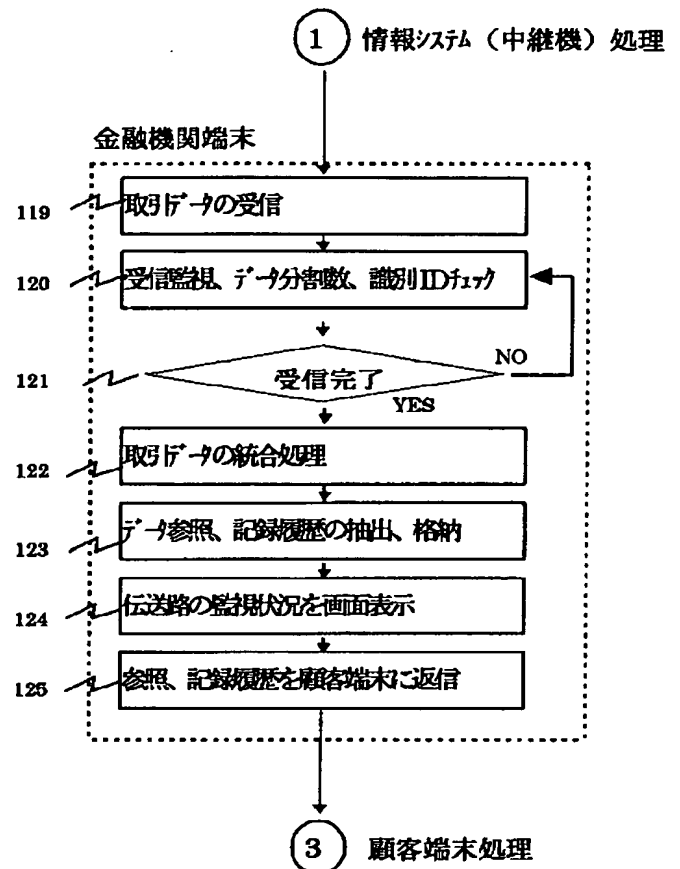 1 情報システム（中継機）処理
金融機関端末
119 取引データの受信
120 受信監視、データ分割数、識別IDチェック
NO
121 受信完了
YES
122 取引データの統合処理
123 データ参照、記録履歴の抽出、格納
124 伝送路の監視状況を画面表示
125 参照、記録履歴を顧客端末に返信
3 顧客端末処理